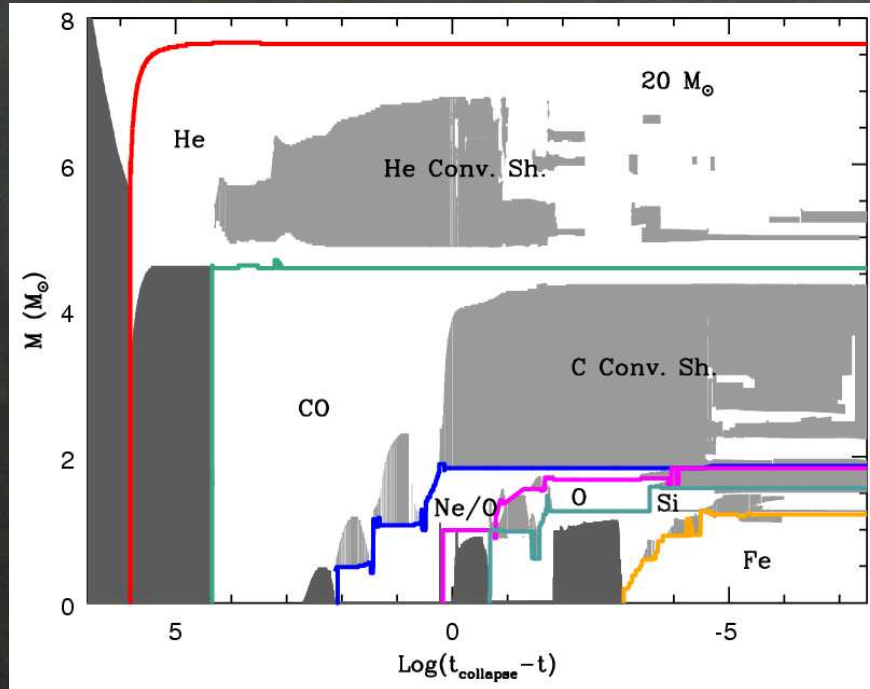 8
20 M☉
He
6
He Conv. Sh.
M (M☉)
4
C Conv. Sh.
CO
2
Ne/O
O
Si
Fe
0
5
0
-5
Log(t_collapse-t)